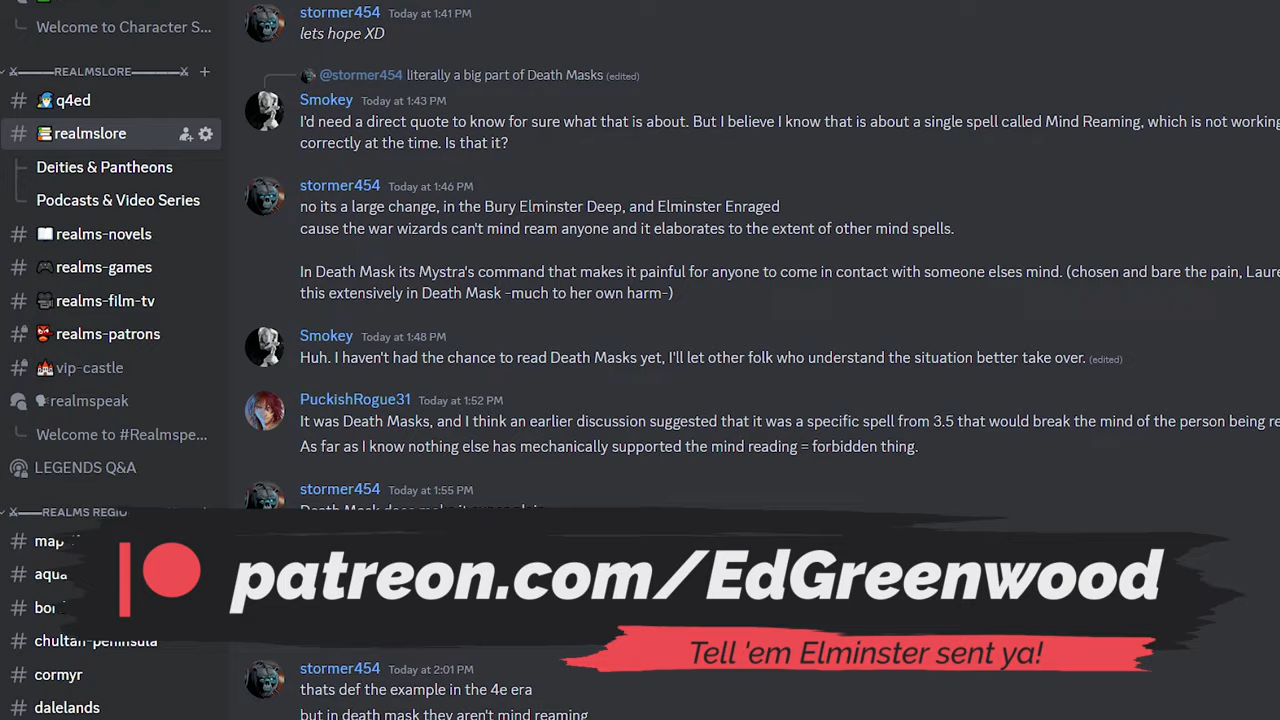 Welcome to Character S...
REALMSLORE
q4ed
realmslore
Deities & Pantheons
Podcasts & Video Series
realms-novels
realms-games
realms-film-tv
realms-patrons
vip-castle
realmspeak
Welcome to #Realmspe...
LEGENDS Q&A
REALMS REGIO
map
aqua
bor
chultan-peninsula
cormyr
dalelands
stormer454 Today at 1:41 PM
lets hope XD
@stormer454 literally a big part of Death Masks (edited)
Smokey Today at 1:43 PM
I'd need a direct quote to know for sure what that is about. But I believe I know that is about a single spell called Mind Reaming, which is not working
correctly at the time. Is that it?
stormer454 Today at 1:46 PM
no its a large change, in the Bury Elminster Deep, and Elminster Enraged
cause the war wizards can't mind ream anyone and it elaborates to the extent of other mind spells.
In Death Mask its Mystra's command that makes it painful for anyone to come in contact with someone elses mind. (chosen and bare the pain, Laure
this extensively in Death Mask -much to her own harm-)
Smokey Today at 1:48 PM
Huh. I haven't had the chance to read Death Masks yet, I'll let other folk who understand the situation better take over. (edited)
PuckishRogue31 Today at 1:52 PM
It was Death Masks, and I think an earlier discussion suggested that it was a specific spell from 3.5 that would break the mind of the person being re
As far as I know nothing else has mechanically supported the mind reading = forbidden thing.
stormer454 Today at 1:55 PM
patreon.com/EdGreenwood
Tell 'em Elminster sent ya!
stormer454 Today at 2:01 PM
thats def the example in the 4e era
but in death mask they aren't mind reaming